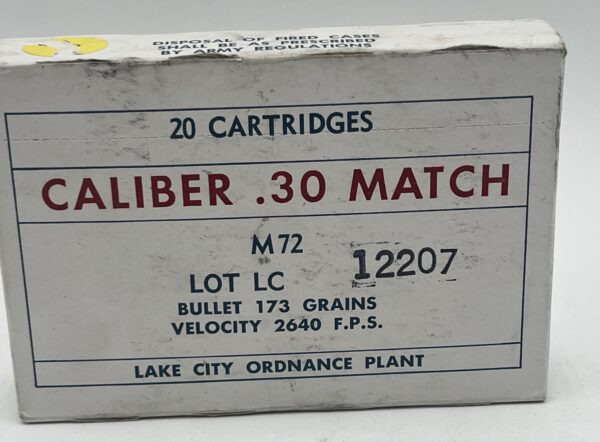 DISPOSAL OF FIRED CASES
SHALL BE AS PRESCRIBED
BY ARMY REGULATIONS
20 CARTRIDGES
CALIBER .30 MATCH
M72
LOT LC 12207
BULLET 173 GRAINS
VELOCITY 2640 F.P.S.
LAKE CITY ORDNANCE PLANT